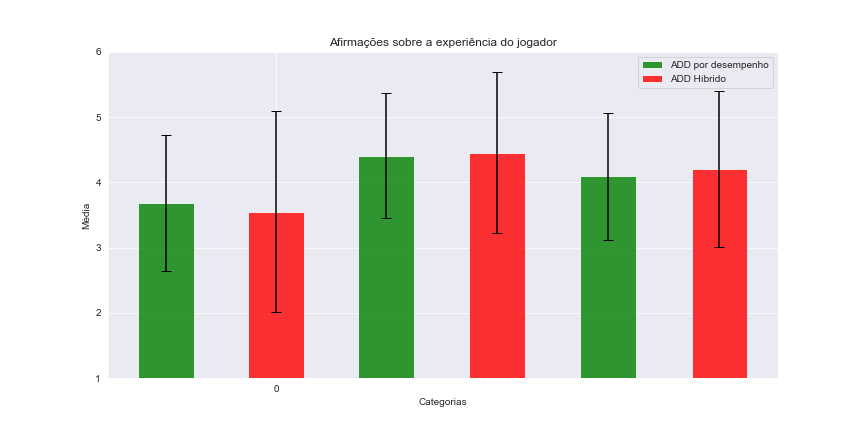 Afirmações sobre a experiência do jogador
6
5
4
3
2
1
Média
ADD por desempenho
ADD Híbrido
0
Categorias